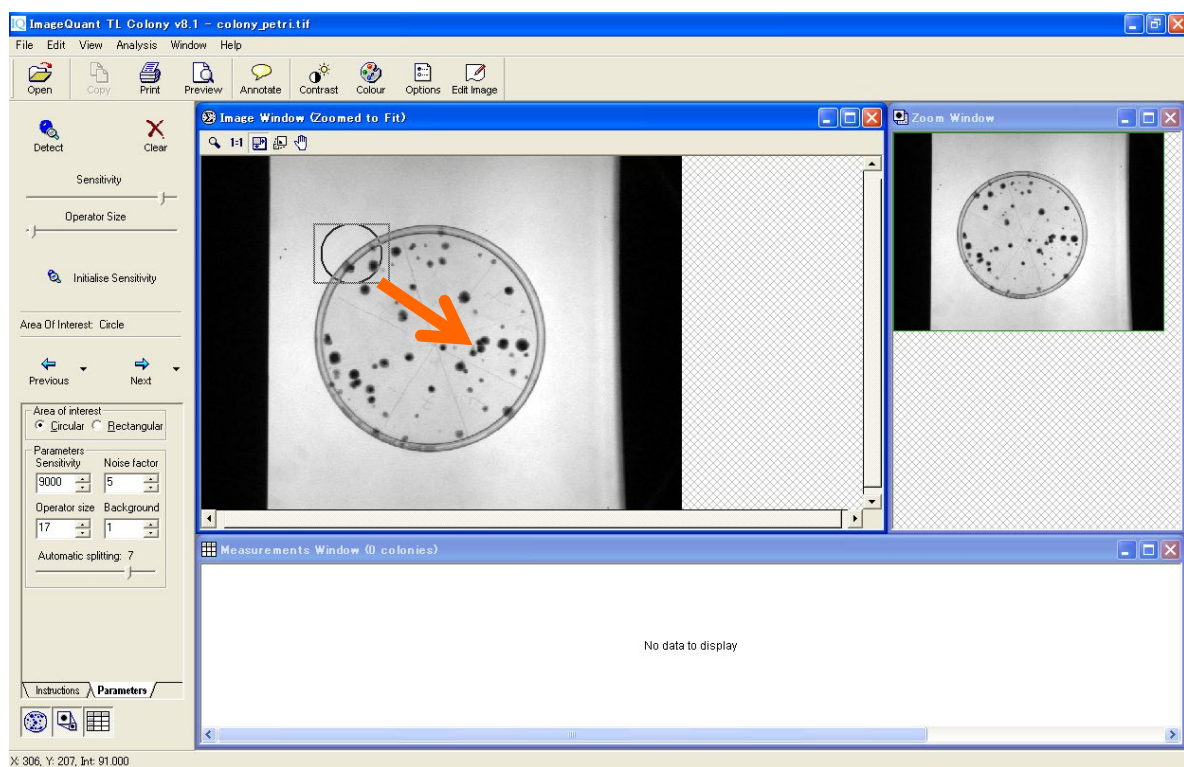 ImageQuant TL Colony v8.1 - colony_petri.tif
File Edit View Analysis Window Help
Open Copy Print Preview Annotate Contrast Colour Options Edit Image
Image Window (Zoomed to Fit)
Zoom Window
1:1
Detect Clear
Sensitivity
Operator Size
Initialise Sensitivity
Area Of Interest: Circle
Previous Next
Area of interest
Circular Rectangular
Parameters
Sensitivity Noise factor
9000 5
Operator size Background
17 1
Automatic splitting: 7
Instructions Parameters
Measurements Window (0 colonies)
No data to display
X: 306, Y: 207, Int: 91.000